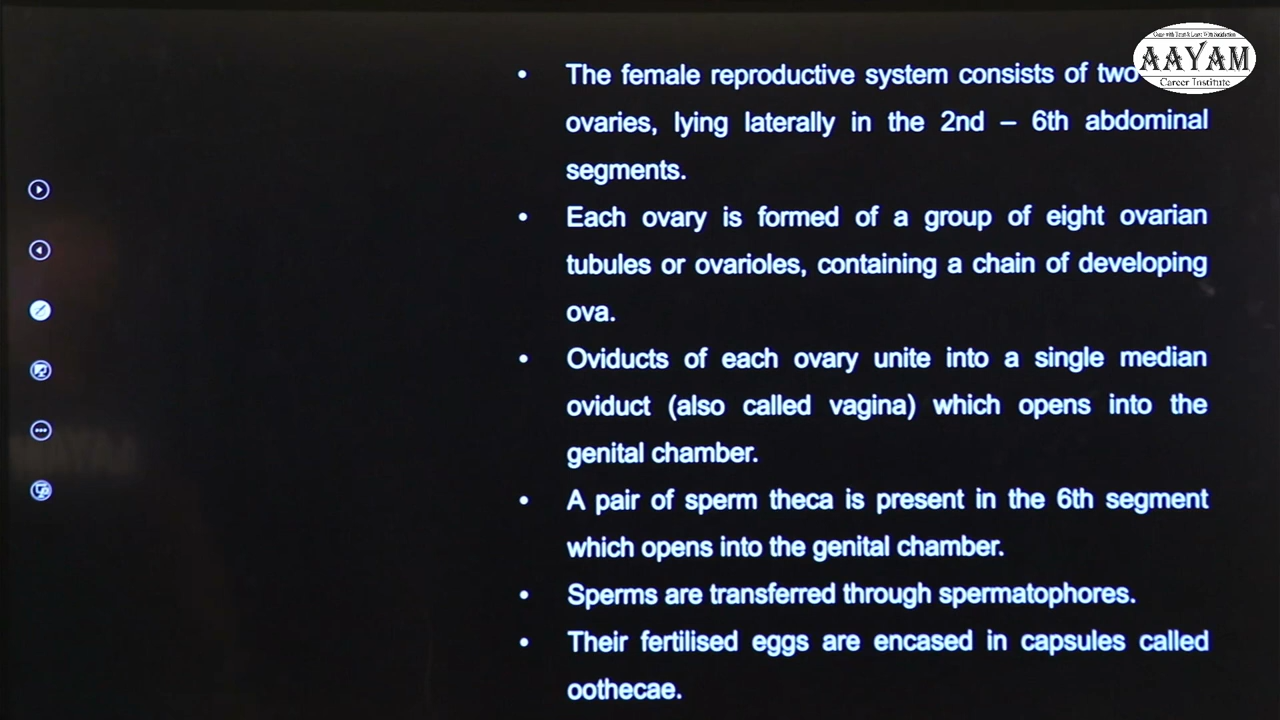 AAYAM
Career Institute
• The female reproductive system consists of two
ovaries, lying laterally in the 2nd – 6th abdominal
segments.
• Each ovary is formed of a group of eight ovarian
tubules or ovarioles, containing a chain of developing
ova.
• Oviducts of each ovary unite into a single median
oviduct (also called vagina) which opens into the
genital chamber.
• A pair of sperm theca is present in the 6th segment
which opens into the genital chamber.
• Sperms are transferred through spermatophores.
• Their fertilised eggs are encased in capsules called
oothecae.